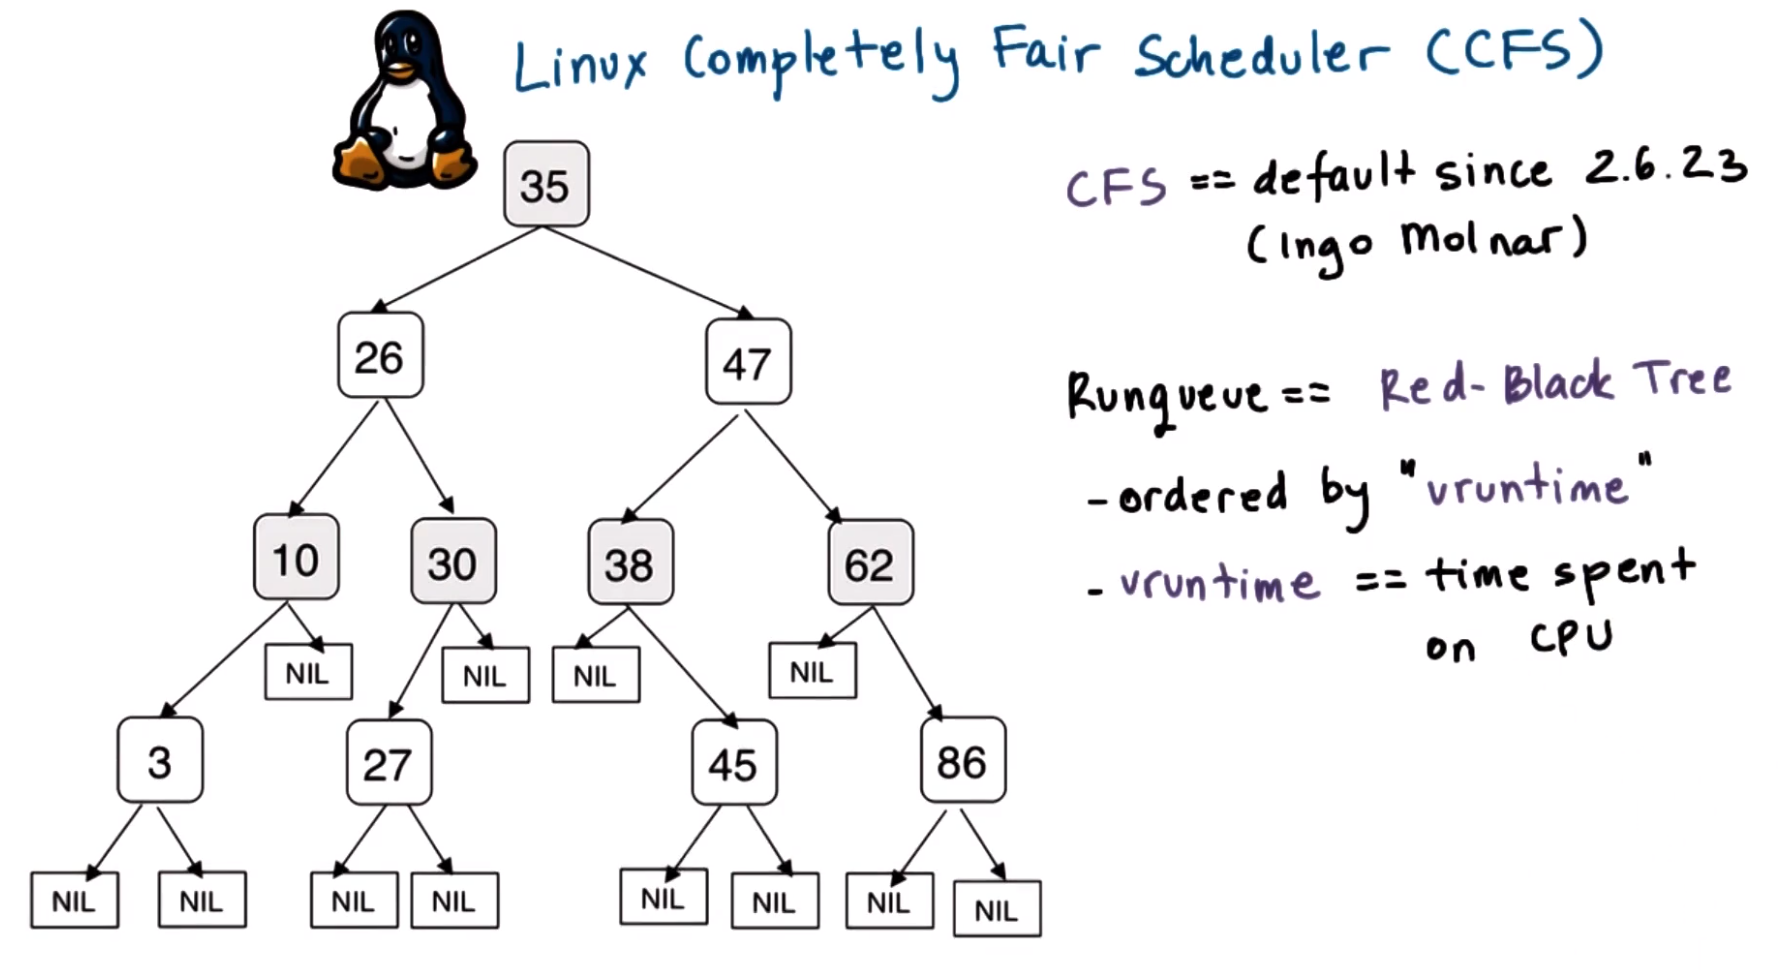 Linux Completely Fair Scheduler (CFS)
35
26
47
10
30
38
62
NIL
NIL
NIL
NIL
3
27
45
86
NIL
NIL
NIL
NIL
NIL
NIL
NIL
NIL
CFS == default since 2.6.23
(Ingo Molnar)
Runqueue == Red-Black Tree
- ordered by "vruntime"
- vruntime == time spent
on CPU